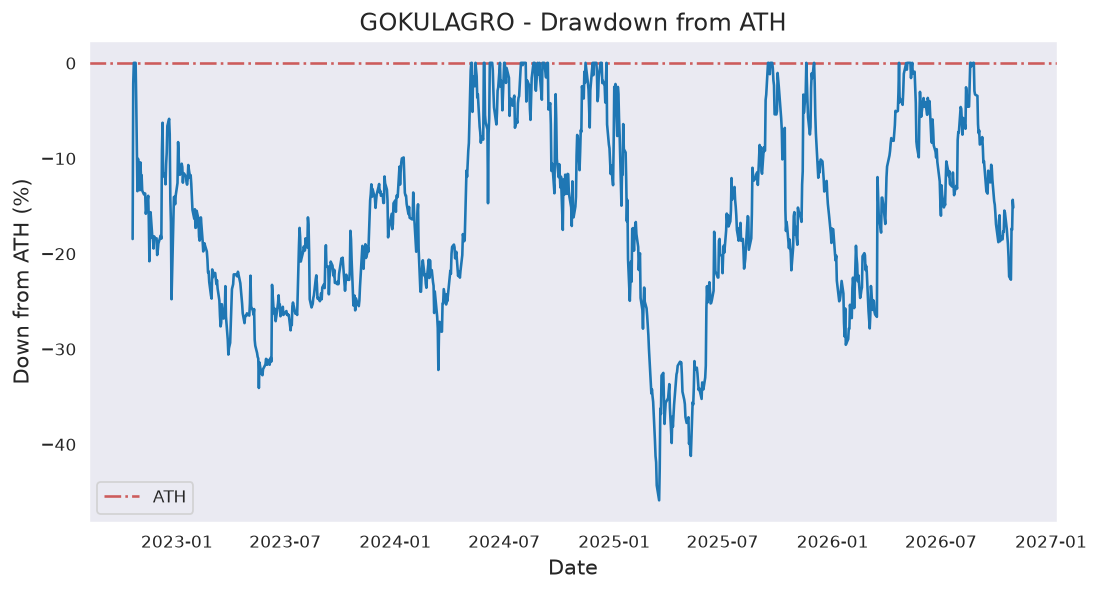 GOKULAGRO - Drawdown from ATH
Down from ATH (%)
0
−10
−20
−30
−40
ATH
2023-01 2023-07 2024-01 2024-07 2025-01 2025-07 2026-01 2026-07 2027-01
Date